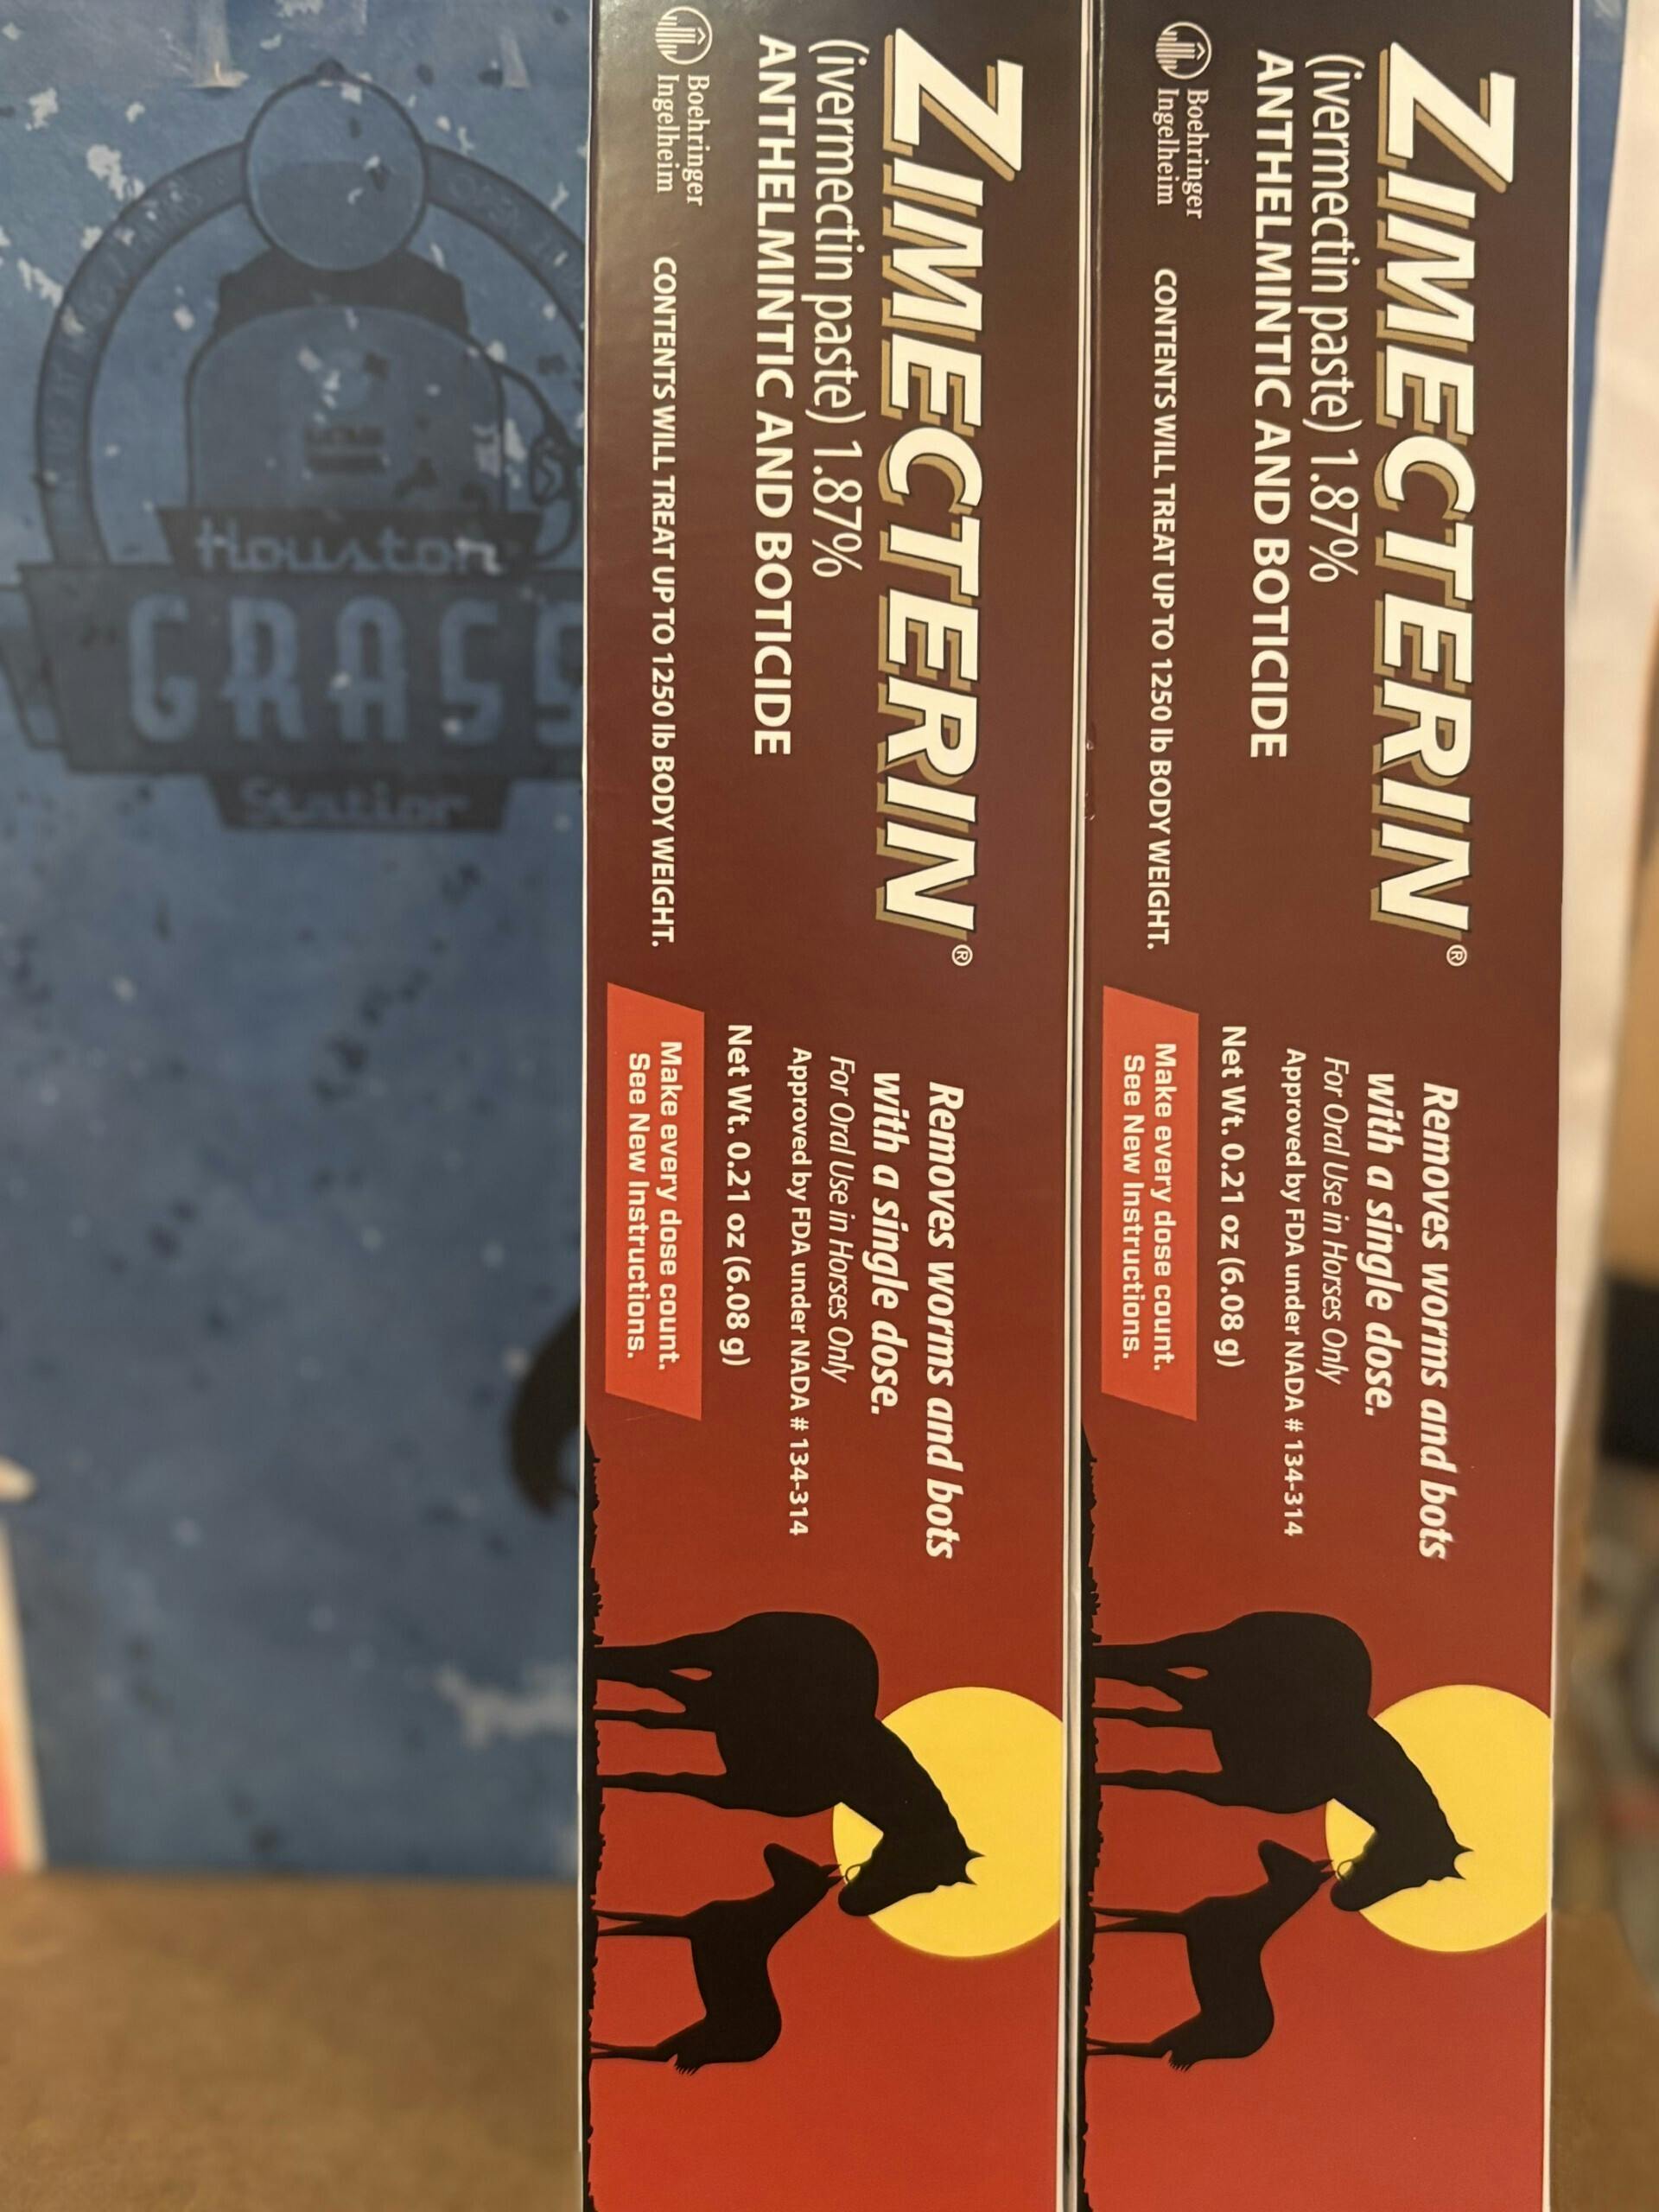 ZIMECTERIN®
(ivermectin paste) 1.87%
ANTHELMINTIC AND BOTICIDE
Boehringer
Ingelheim
CONTENTS WILL TREAT UP TO 1250 lb BODY WEIGHT.
Removes worms and bots
with a single dose.
For Oral Use in Horses Only
Approved by FDA under NADA # 134-314
Net Wt. 0.21 oz (6.08 g)
Make every dose count.
See New Instructions.
ZIMECTERIN®
(ivermectin paste) 1.87%
ANTHELMINTIC AND BOTICIDE
Boehringer
Ingelheim
CONTENTS WILL TREAT UP TO 1250 lb BODY WEIGHT.
Removes worms and bots
with a single dose.
For Oral Use in Horses Only
Approved by FDA under NADA # 134-314
Net Wt. 0.21 oz (6.08 g)
Make every dose count.
See New Instructions.
Houston
GRASS
Station